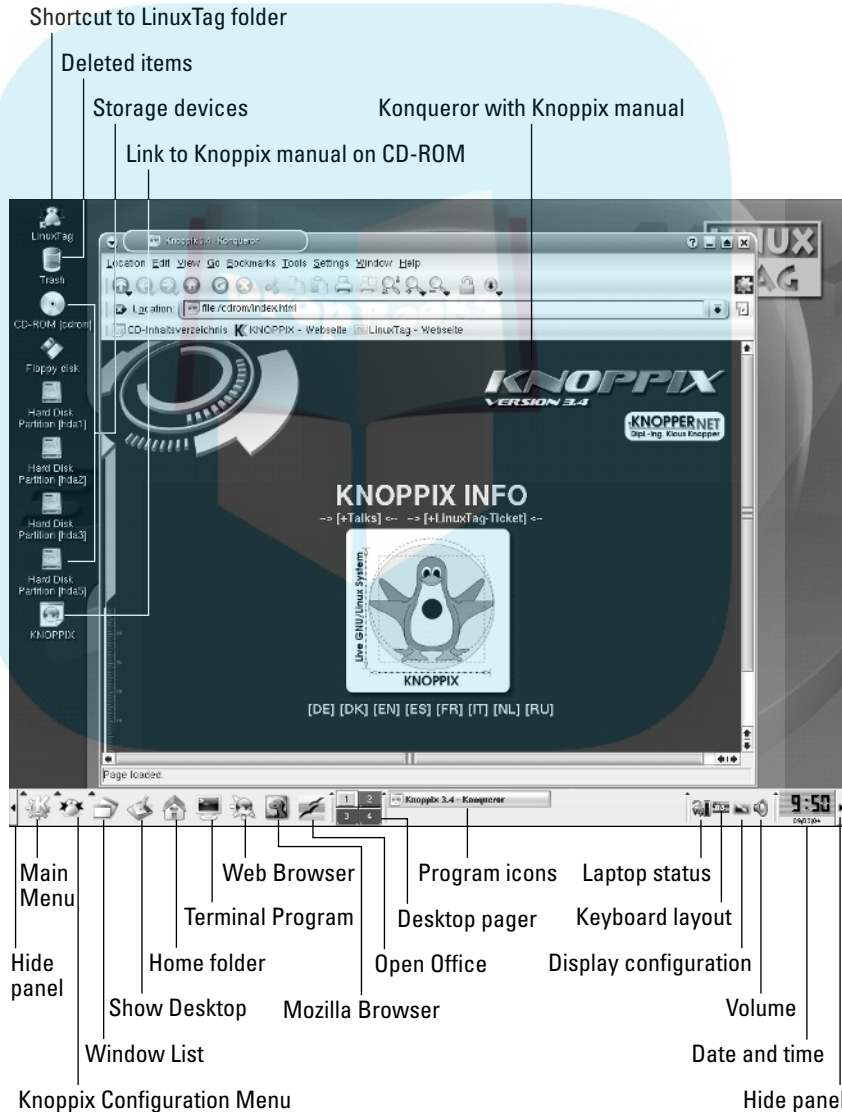 Shortcut to LinuxTag folder
Deleted items
Storage devices
Konqueror with Knoppix manual
Link to Knoppix manual on CD-ROM
LinuxTag
Trash
CD-ROM [cdrom]
Floppy disk
Hard Disk
Partition [hda1]
Hard Disk
Partition [hda2]
Hard Disk
Partition [hda3]
Hard Disk
Partition [hda5]
KNOPPIX
LINUX
TAG
Knoppix 3.4 - Konqueror
Location Edit View Go Bookmarks Tools Settings Window Help
Location: file:/cdrom/index.html
CD-Inhaltsverzeichnis KNOPPIX - Webseite LinuxTag - Webseite
KNOPPIX
VERSION 3.4
KNOPPER.NET
Dipl.-Ing. Klaus Knopper
KNOPPIX INFO
--> [+Talks] <-- --> [+LinuxTag-Ticket] <--
Live GNU/Linux System
KNOPPIX
[DE] [DK] [EN] [ES] [FR] [IT] [NL] [RU]
Page loaded.
1 2
3 4
Knoppix 3.4 - Konqueror
9:50
09/03/04
Main
Menu
Web Browser
Program icons
Laptop status
Terminal Program
Desktop pager
Keyboard layout
Hide
panel
Home folder
Open Office
Display configuration
Show Desktop
Mozilla Browser
Volume
Window List
Date and time
Knoppix Configuration Menu
Hide panel